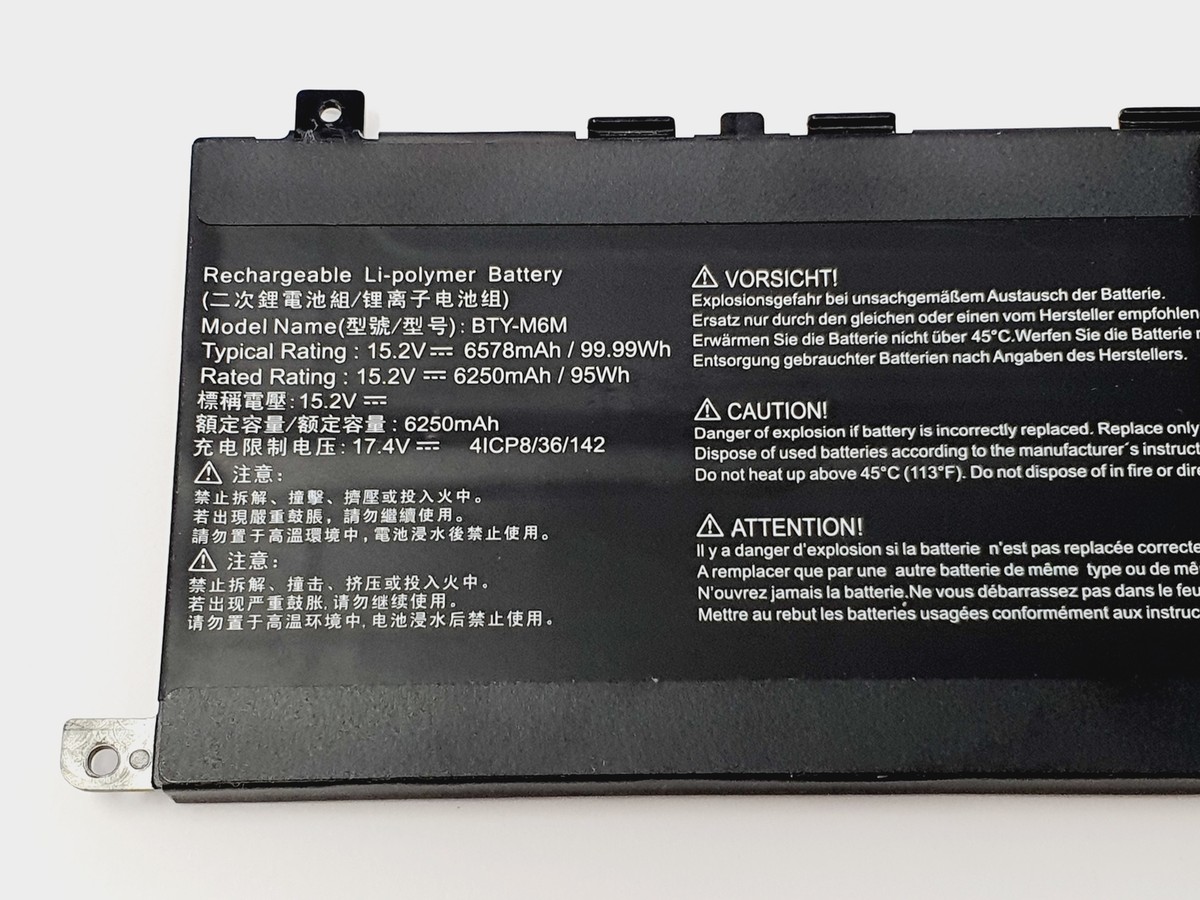 Rechargeable Li-polymer Battery
(二次鋰電池組/锂离子电池组)
Model Name(型號/型号): BTY-M6M
Typical Rating : 15.2V⎓ 6578mAh / 99.99Wh
Rated Rating : 15.2V ⎓ 6250mAh / 95Wh
標稱電壓:15.2V ⎓
額定容量/额定容量 : 6250mAh
充电限制电压: 17.4V⎓ 4ICP8/36/142
⚠ 注意:
禁止拆解、撞擊、擠壓或投入火中。
若出現嚴重鼓脹, 請勿繼續使用。
請勿置于高溫環境中,電池浸水後禁止使用。
⚠ 注意:
禁止拆解、撞击、挤压或投入火中。
若出现严重鼓胀, 请勿继续使用。
请勿置于高温环境中, 电池浸水后禁止使用。
⚠ VORSICHT!
Explosionsgefahr bei unsachgemäßem Austausch der Batterie.
Ersatz nur durch den gleichen oder einen vom Hersteller empfohlen
Erwärmen Sie die Batterie nicht über 45°C.Werfen Sie die Batterie
Entsorgung gebrauchter Batterien nach Angaben des Herstellers.
⚠ CAUTION!
Danger of explosion if battery is incorrectly replaced. Replace only
Dispose of used batteries according to the manufacturer´s instruct
Do not heat up above 45°C (113°F). Do not dispose of in fire or dire
⚠ ATTENTION!
Il y a danger d'explosion si la batterie n'est pas replacée correcte
A remplacer que par une autre batterie de même type ou de mê
N'ouvrez jamais la batterie.Ne vous débarrassez pas dans le feu
Mettre au rebut les batteries usagées conformément aux instruc